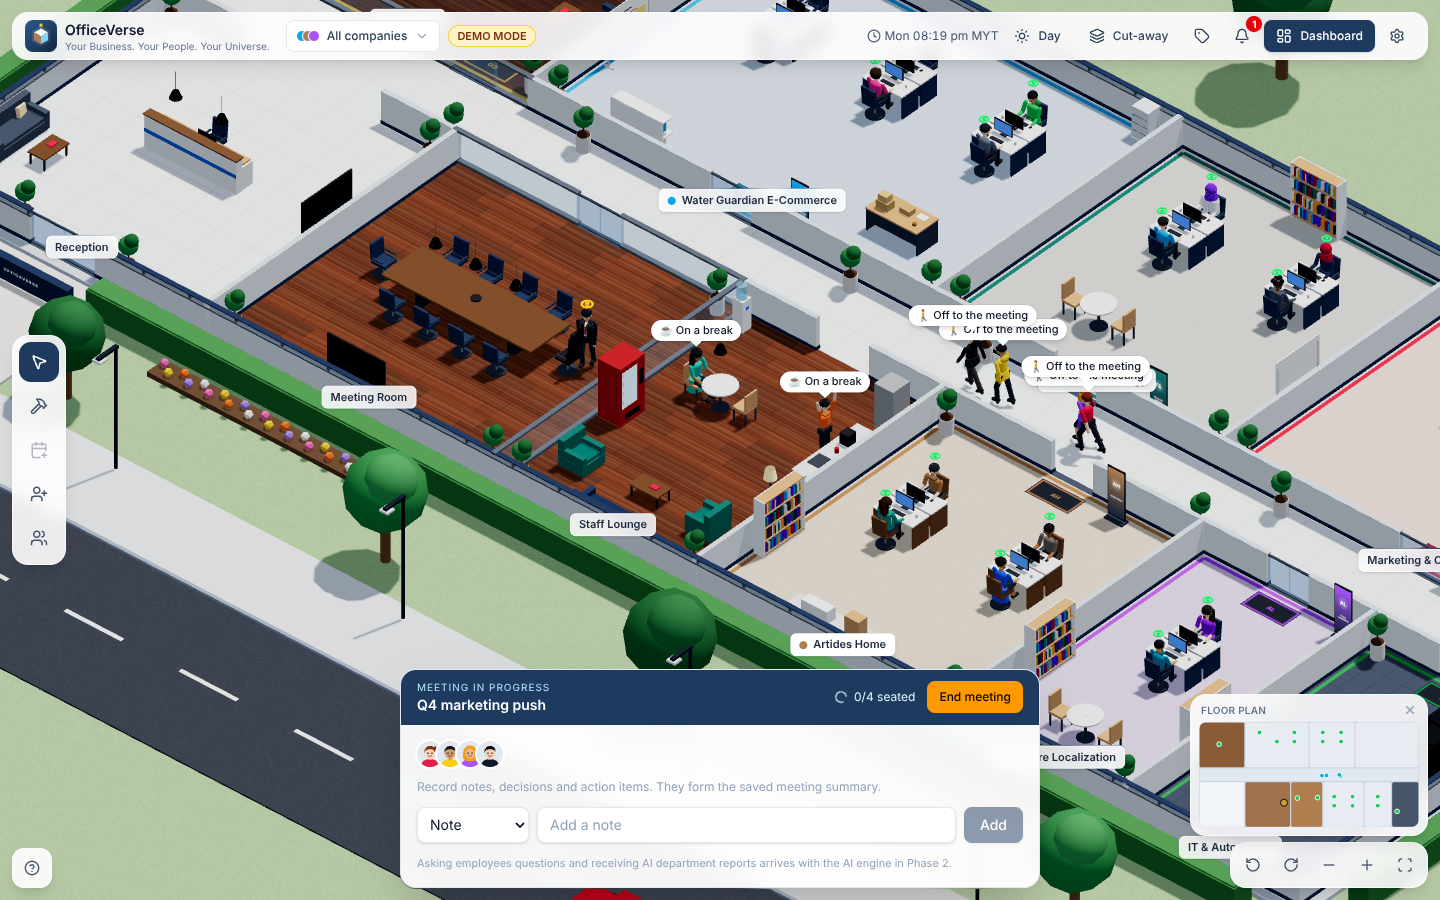 OfficeVerse
Your Business. Your People. Your Universe.
All companies
DEMO MODE
Mon 08:19 pm MYT
Day
Cut-away
1
Dashboard
Water Guardian E-Commerce
Reception
OFFICEVERSE
Off to the meeting
Off to the meeting
On a break
Off to the meeting
Off to the meeting
On a break
Meeting Room
Staff Lounge
Marketing & C
Artides Home
MEETING IN PROGRESS
Q4 marketing push
0/4 seated
End meeting
FLOOR PLAN
re Localization
Record notes, decisions and action items. They form the saved meeting summary.
Note
Add a note
Add
IT & Auto
Asking employees questions and receiving AI department reports arrives with the AI engine in Phase 2.